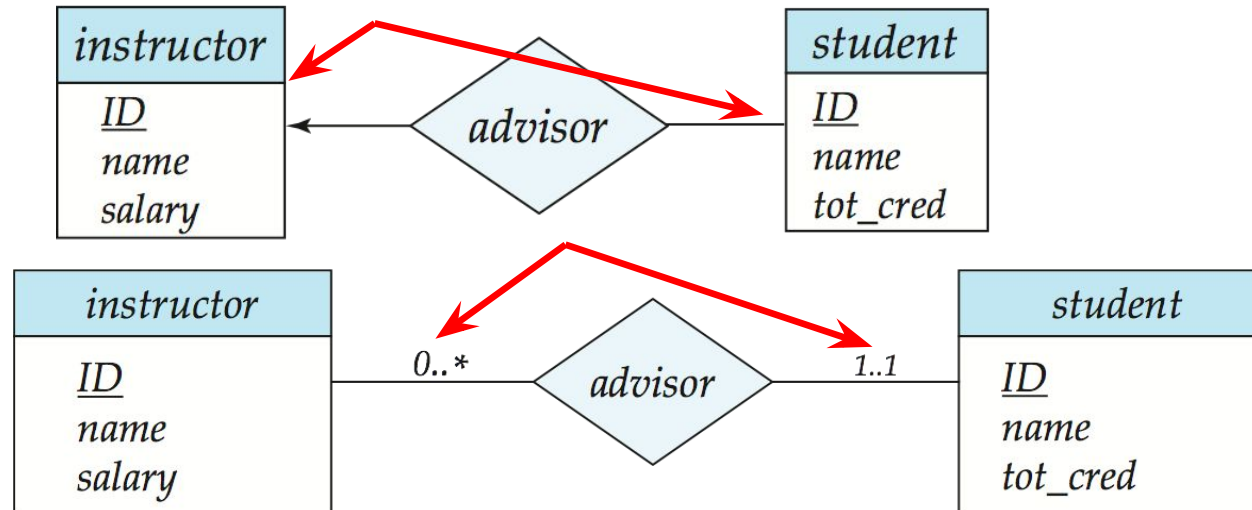 instructor
ID
name
salary
advisor
student
ID
name
tot_cred
instructor
ID
name
salary
0..*
advisor
1..1
student
ID
name
tot_cred